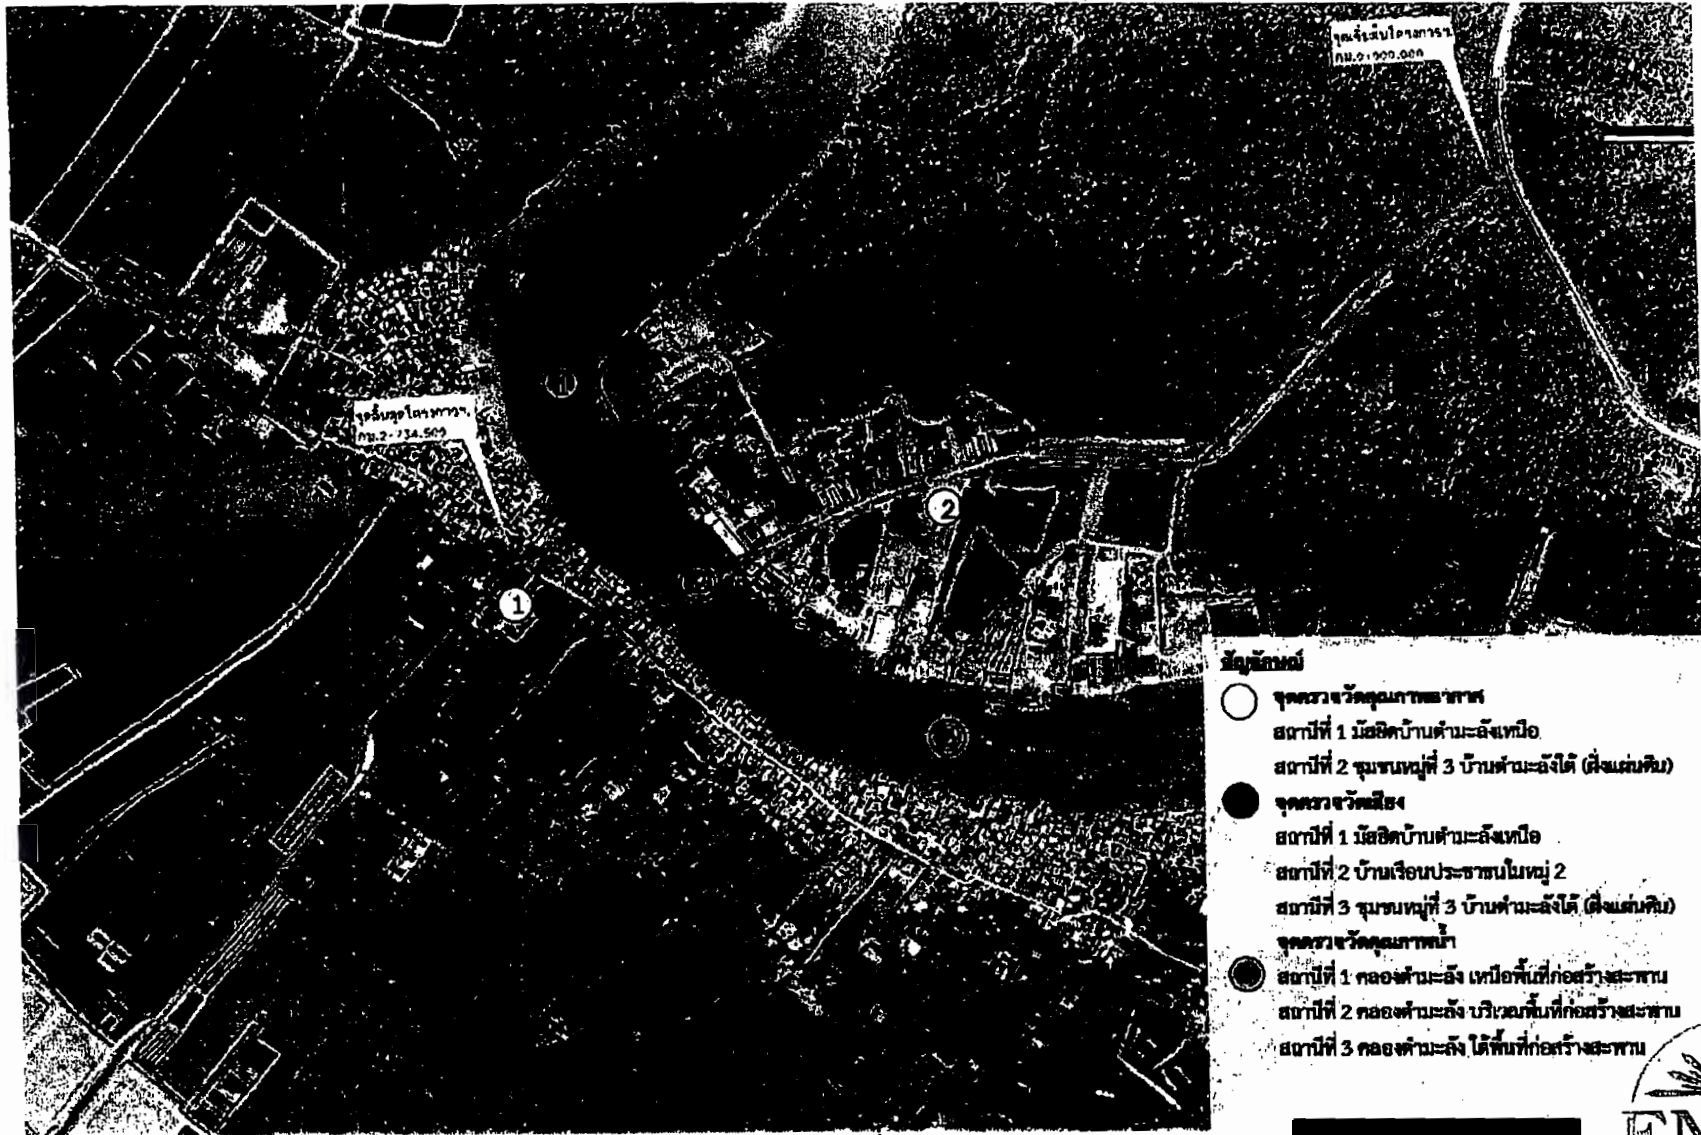 จุดเริ่มต้นโครงการฯ
กม.0+000.000
จุดสิ้นสุดโครงการฯ
กม.2+734.500
1
2
1
3
สัญลักษณ์
จุดตรวจวัดคุณภาพอากาศ
สถานีที่ 1 มัสยิดบ้านตำมะลังเหนือ
สถานีที่ 2 ชุมชนหมู่ที่ 3 บ้านตำมะลังใต้ (ฝั่งแผ่นดิน)
จุดตรวจวัดเสียง
สถานีที่ 1 มัสยิดบ้านตำมะลังเหนือ
สถานีที่ 2 บ้านเรือนประชาชนในหมู่ 2
สถานีที่ 3 ชุมชนหมู่ที่ 3 บ้านตำมะลังใต้ (ฝั่งแผ่นดิน)
จุดตรวจวัดคุณภาพน้ำ
สถานีที่ 1 คลองตำมะลัง เหนือพื้นที่ก่อสร้างสะพาน
สถานีที่ 2 คลองตำมะลัง บริเวณพื้นที่ก่อสร้างสะพาน
สถานีที่ 3 คลองตำมะลัง ใต้พื้นที่ก่อสร้างสะพาน